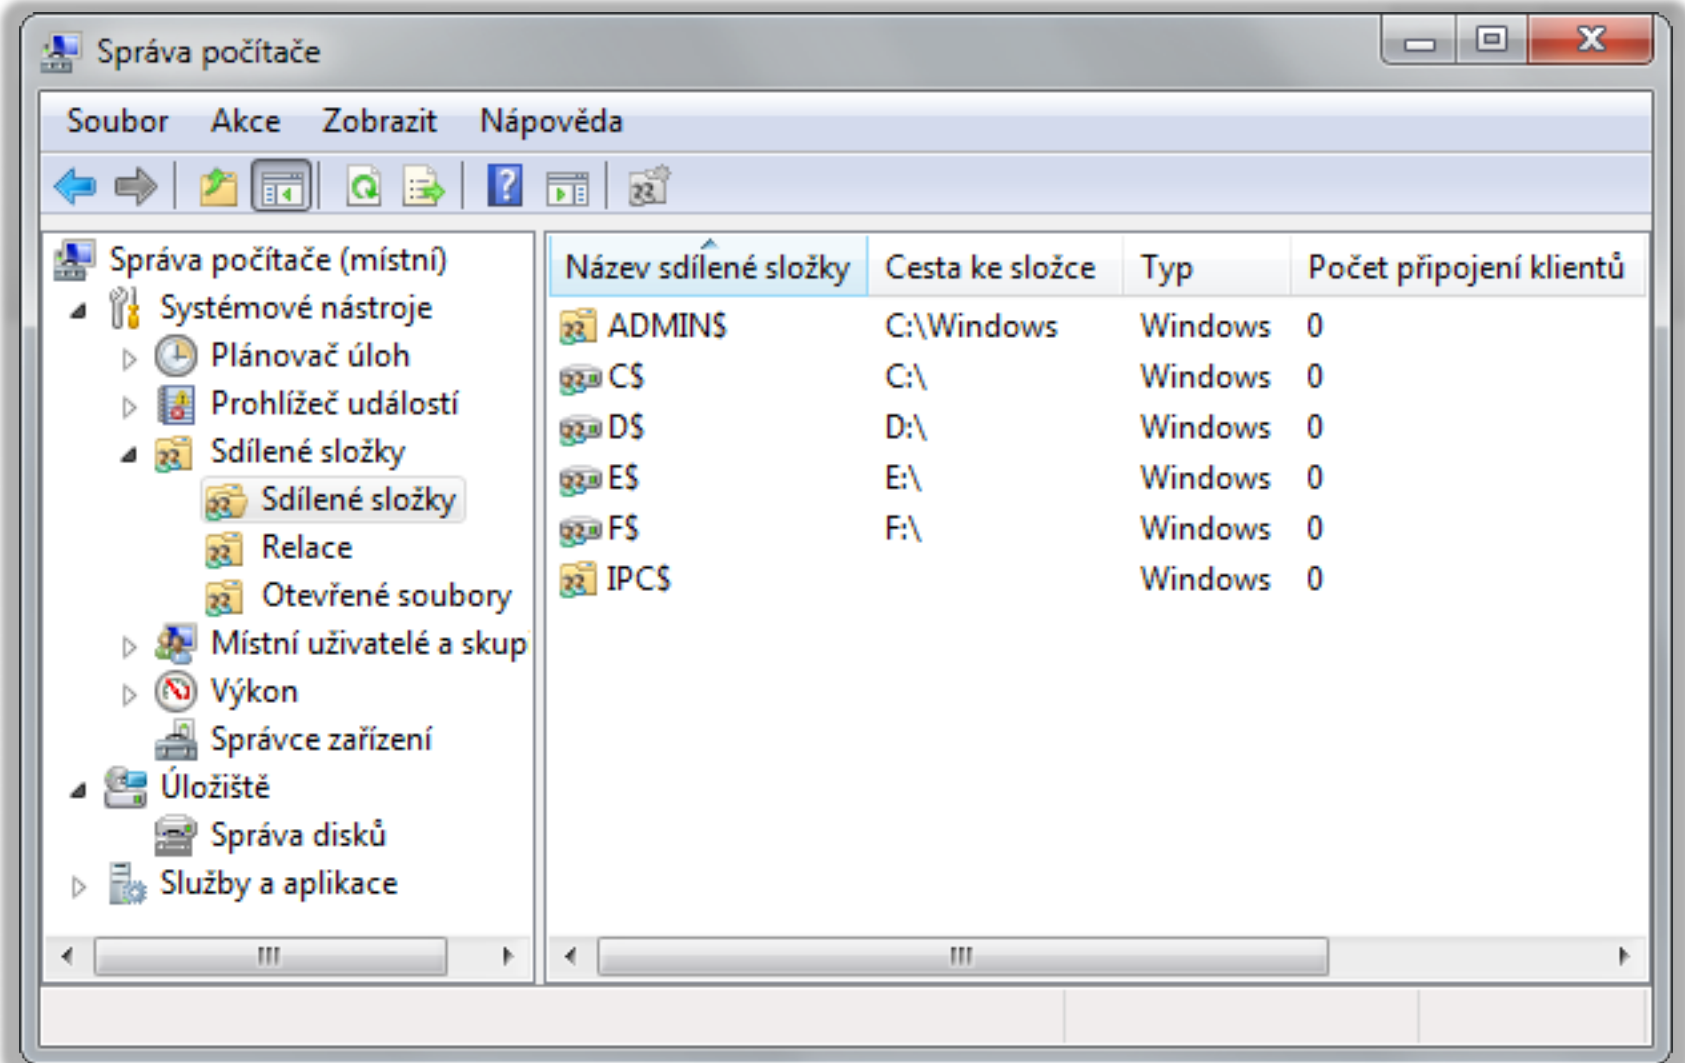 Správa počítače
Soubor Akce Zobrazit Nápověda
Správa počítače (místní)
Systémové nástroje
Plánovač úloh
Prohlížeč událostí
Sdílené složky
Sdílené složky
Relace
Otevřené soubory
Místní uživatelé a skup
Výkon
Správce zařízení
Úložiště
Správa disků
Služby a aplikace
Název sdílené složky Cesta ke složce Typ Počet připojení klientů
ADMIN$ C:\Windows Windows 0
C$ C:\ Windows 0
D$ D:\ Windows 0
E$ E:\ Windows 0
F$ F:\ Windows 0
IPC$ Windows 0